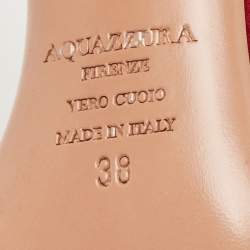 AQUAZZURA
FIRENZE
VERO CUOIO
MADE IN ITALY
38